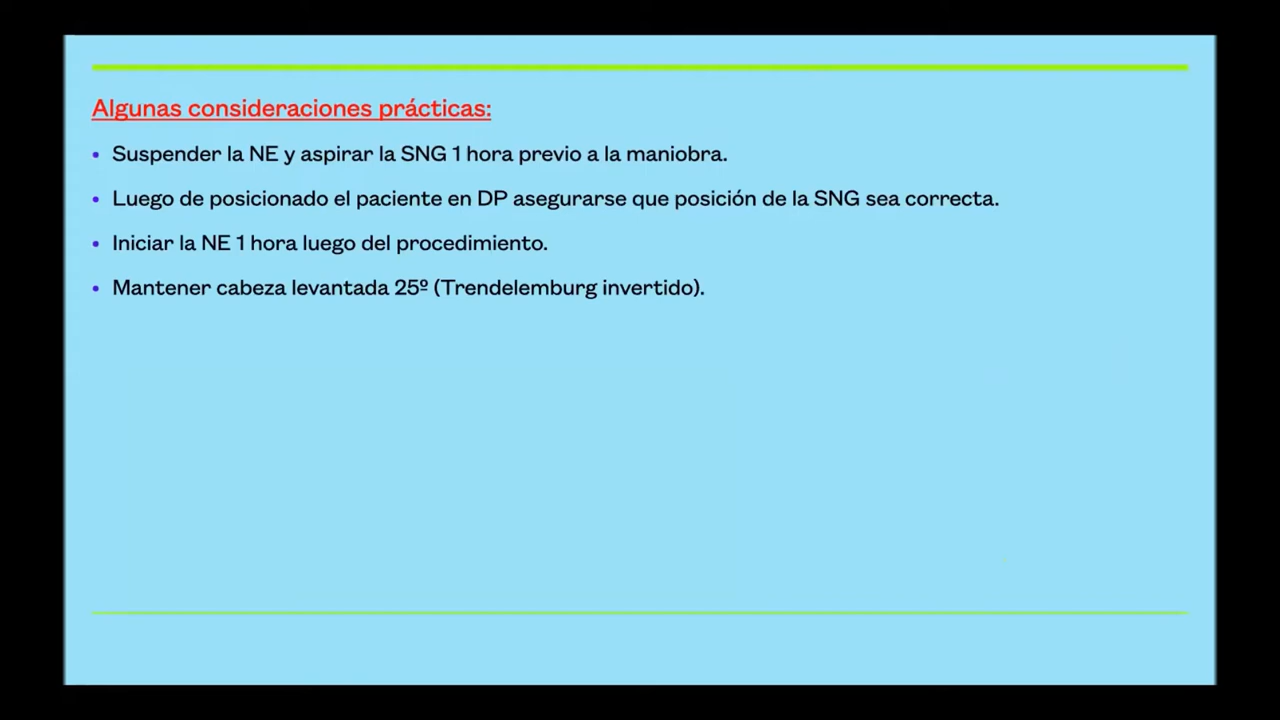 Algunas consideraciones prácticas:
• Suspender la NE y aspirar la SNG 1 hora previo a la maniobra.
• Luego de posicionado el paciente en DP asegurarse que posición de la SNG sea correcta.
• Iniciar la NE 1 hora luego del procedimiento.
• Mantener cabeza levantada 25º (Trendelemburg invertido).